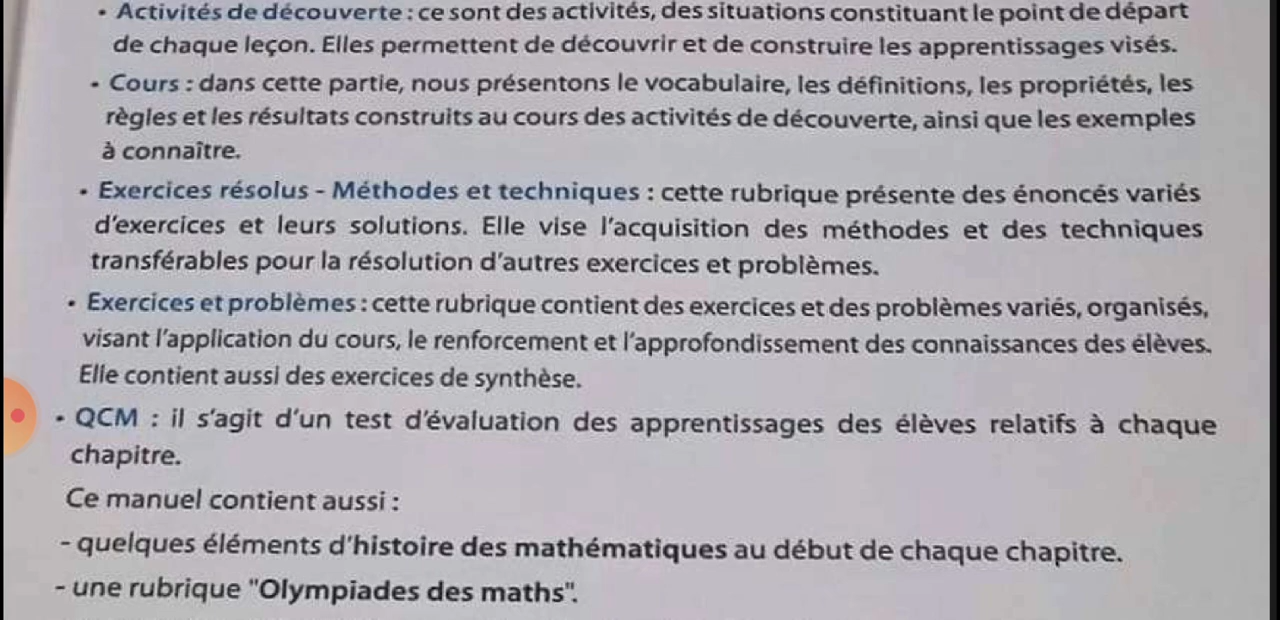 • Activités de découverte : ce sont des activités, des situations constituant le point de départ
de chaque leçon. Elles permettent de découvrir et de construire les apprentissages visés.
• Cours : dans cette partie, nous présentons le vocabulaire, les définitions, les propriétés, les
règles et les résultats construits au cours des activités de découverte, ainsi que les exemples
à connaître.
• Exercices résolus - Méthodes et techniques : cette rubrique présente des énoncés variés
d'exercices et leurs solutions. Elle vise l'acquisition des méthodes et des techniques
transférables pour la résolution d'autres exercices et problèmes.
• Exercices et problèmes : cette rubrique contient des exercices et des problèmes variés, organisés,
visant l'application du cours, le renforcement et l'approfondissement des connaissances des élèves.
Elle contient aussi des exercices de synthèse.
• QCM : il s'agit d'un test d'évaluation des apprentissages des élèves relatifs à chaque
chapitre.
Ce manuel contient aussi :
- quelques éléments d'histoire des mathématiques au début de chaque chapitre.
- une rubrique "Olympiades des maths".